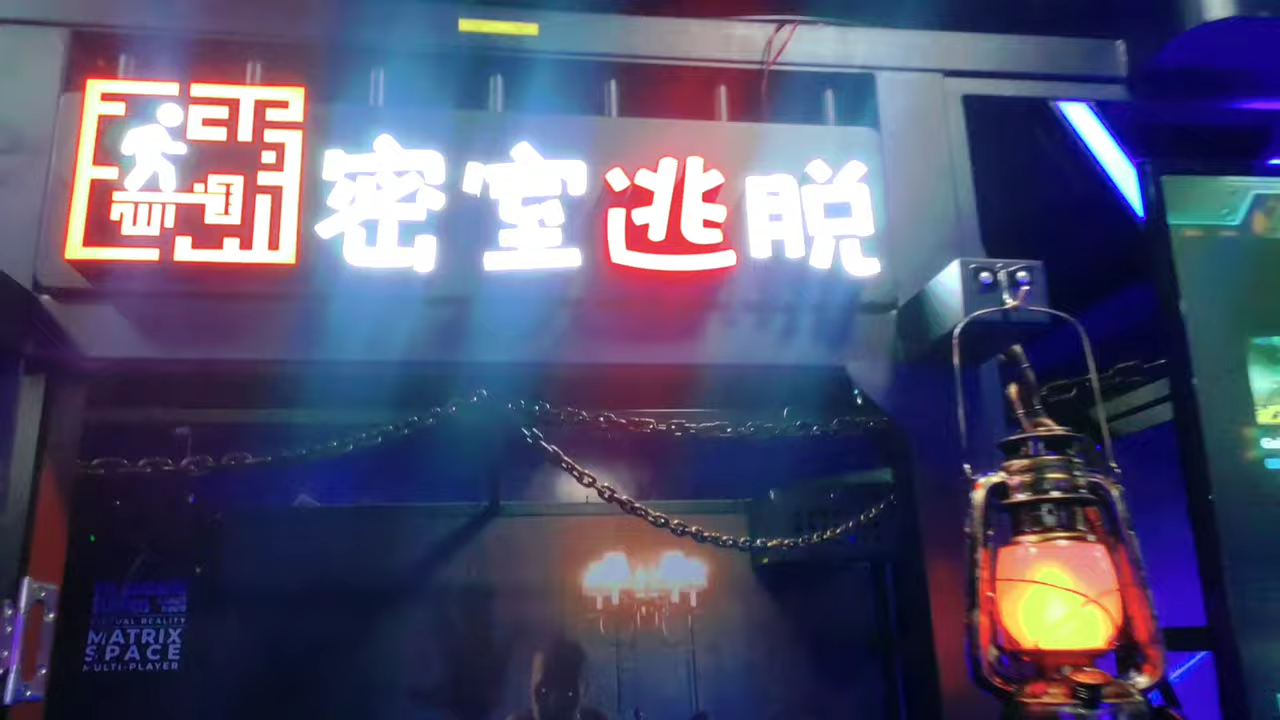 密室逃脱
VIRTUAL REALITY
MATRIX
SPACE
MULTI-PLAYER